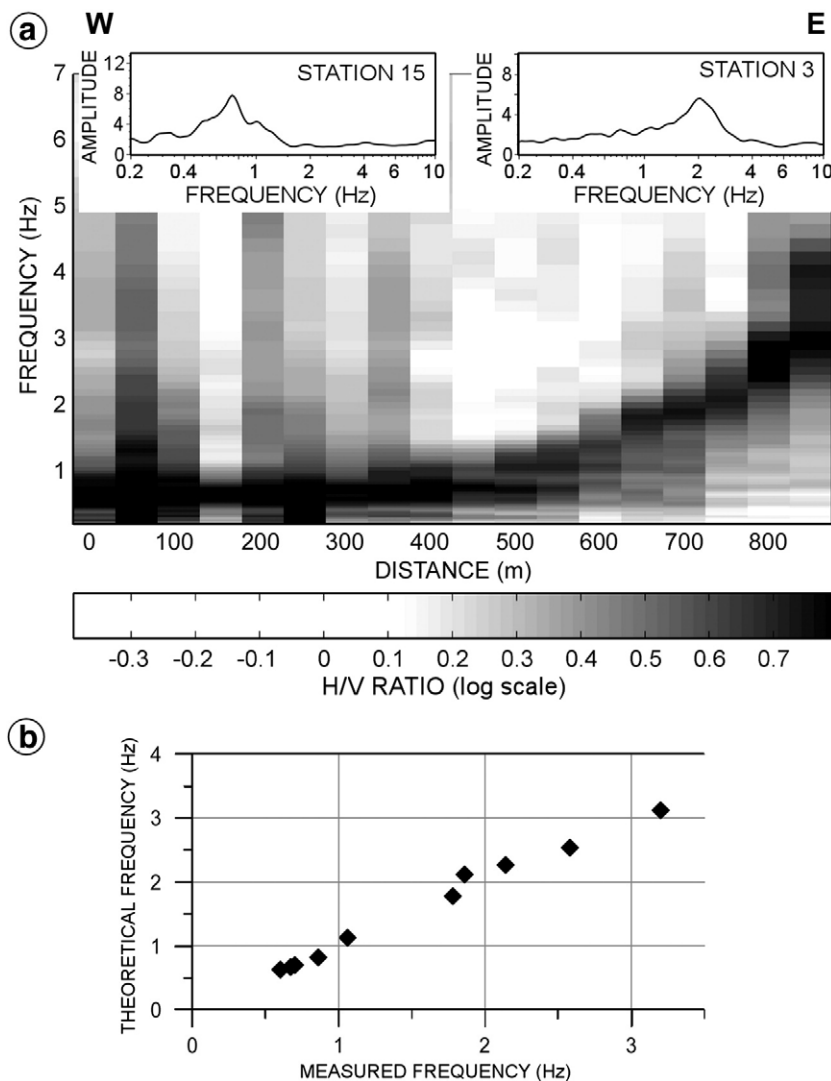 a
W
E
AMPLITUDE
12
8
4
0
STATION 15
0.2
0.4
1
2
4
6
10
FREQUENCY (Hz)
AMPLITUDE
8
4
0
STATION 3
0.2
0.4
1
2
4
6
10
FREQUENCY (Hz)
FREQUENCY (Hz)
7
6
5
4
3
2
1
0 100 200 300 400 500 600 700 800
DISTANCE (m)
-0.3 -0.2 -0.1 0 0.1 0.2 0.3 0.4 0.5 0.6 0.7
H/V RATIO (log scale)
b
THEORETICAL FREQUENCY (Hz)
4
3
2
1
0
0 1 2 3
MEASURED FREQUENCY (Hz)